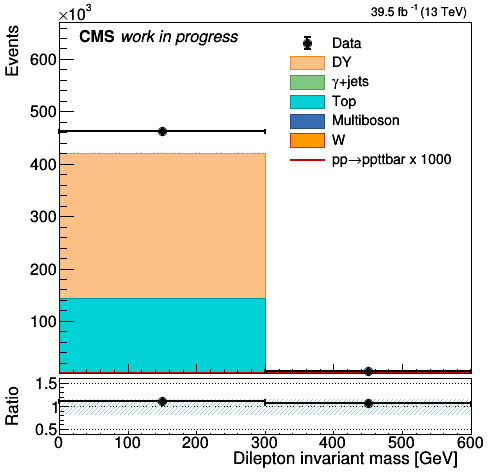 ×10³
39.5 fb⁻¹ (13 TeV)
Events
CMS work in progress
Data
DY
γ+jets
Top
Multiboson
W
pp→ppttbar x 1000
600
500
400
300
200
100
Ratio
1.5
1
0.5
0 100 200 300 400 500 600
Dilepton invariant mass [GeV]